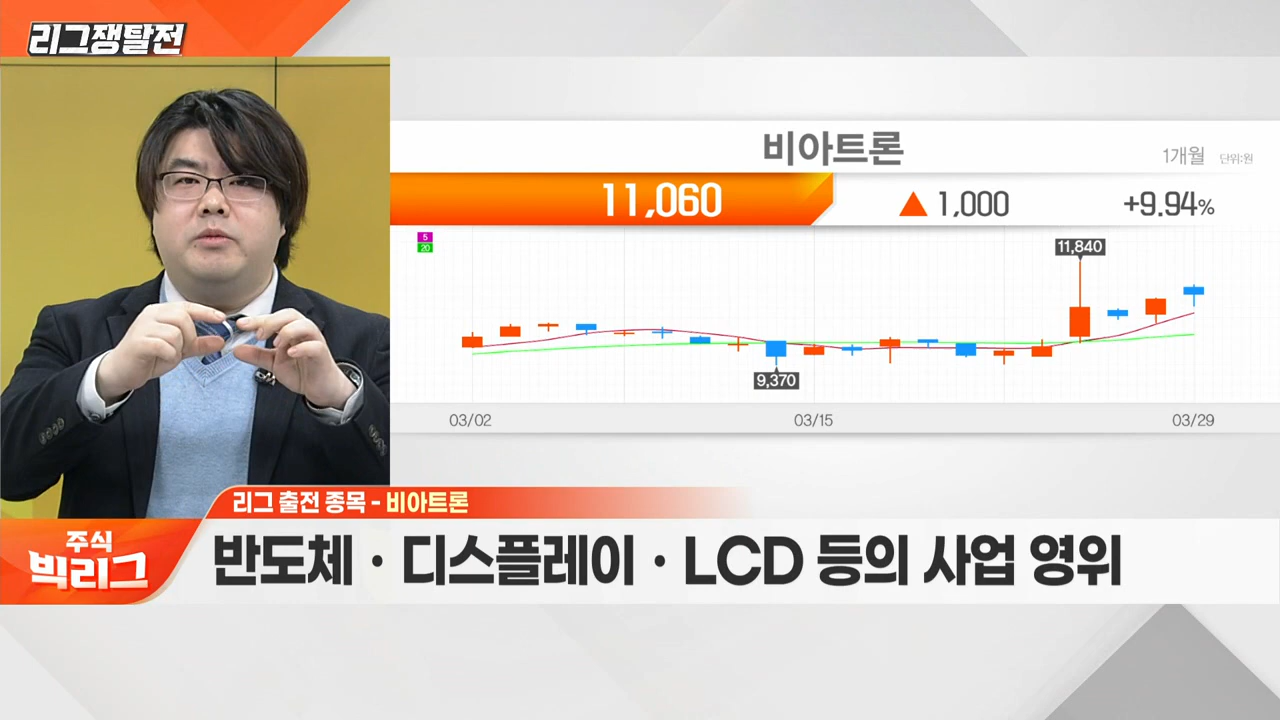 리그쟁탈전
비아트론
1개월 단위:원
11,060 ▲ 1,000 +9.94%
5
20
11,840
9,370
03/02 03/15 03/29
리그 출전 종목 - 비아트론
주식
빅리그
반도체 · 디스플레이 · LCD 등의 사업 영위